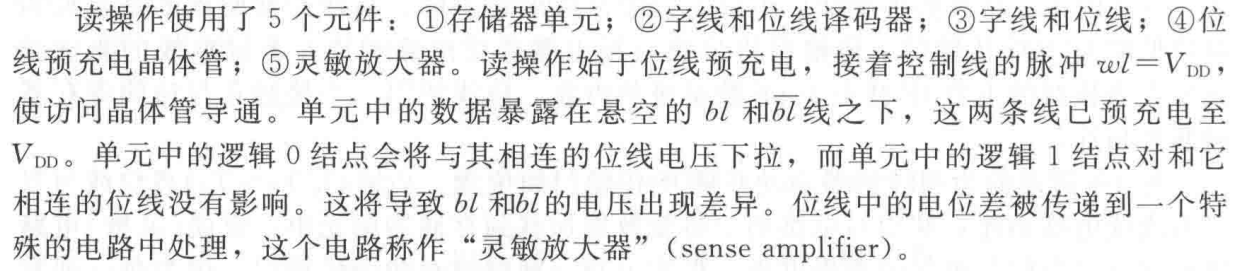 读操作使用了 5 个元件：①存储器单元；②字线和位线译码器；③字线和位线；④位
线预充电晶体管；⑤灵敏放大器。读操作始于位线预充电，接着控制线的脉冲 wl=V_DD，
使访问晶体管导通。单元中的数据暴露在悬空的 bl 和b̅l̅线之下，这两条线已预充电至
V_DD。单元中的逻辑 0 结点会将与其相连的位线电压下拉，而单元中的逻辑 1 结点对和它
相连的位线没有影响。这将导致 bl 和b̅l̅的电压出现差异。位线中的电位差被传递到一个特
殊的电路中处理，这个电路称作“灵敏放大器”（sense amplifier）。